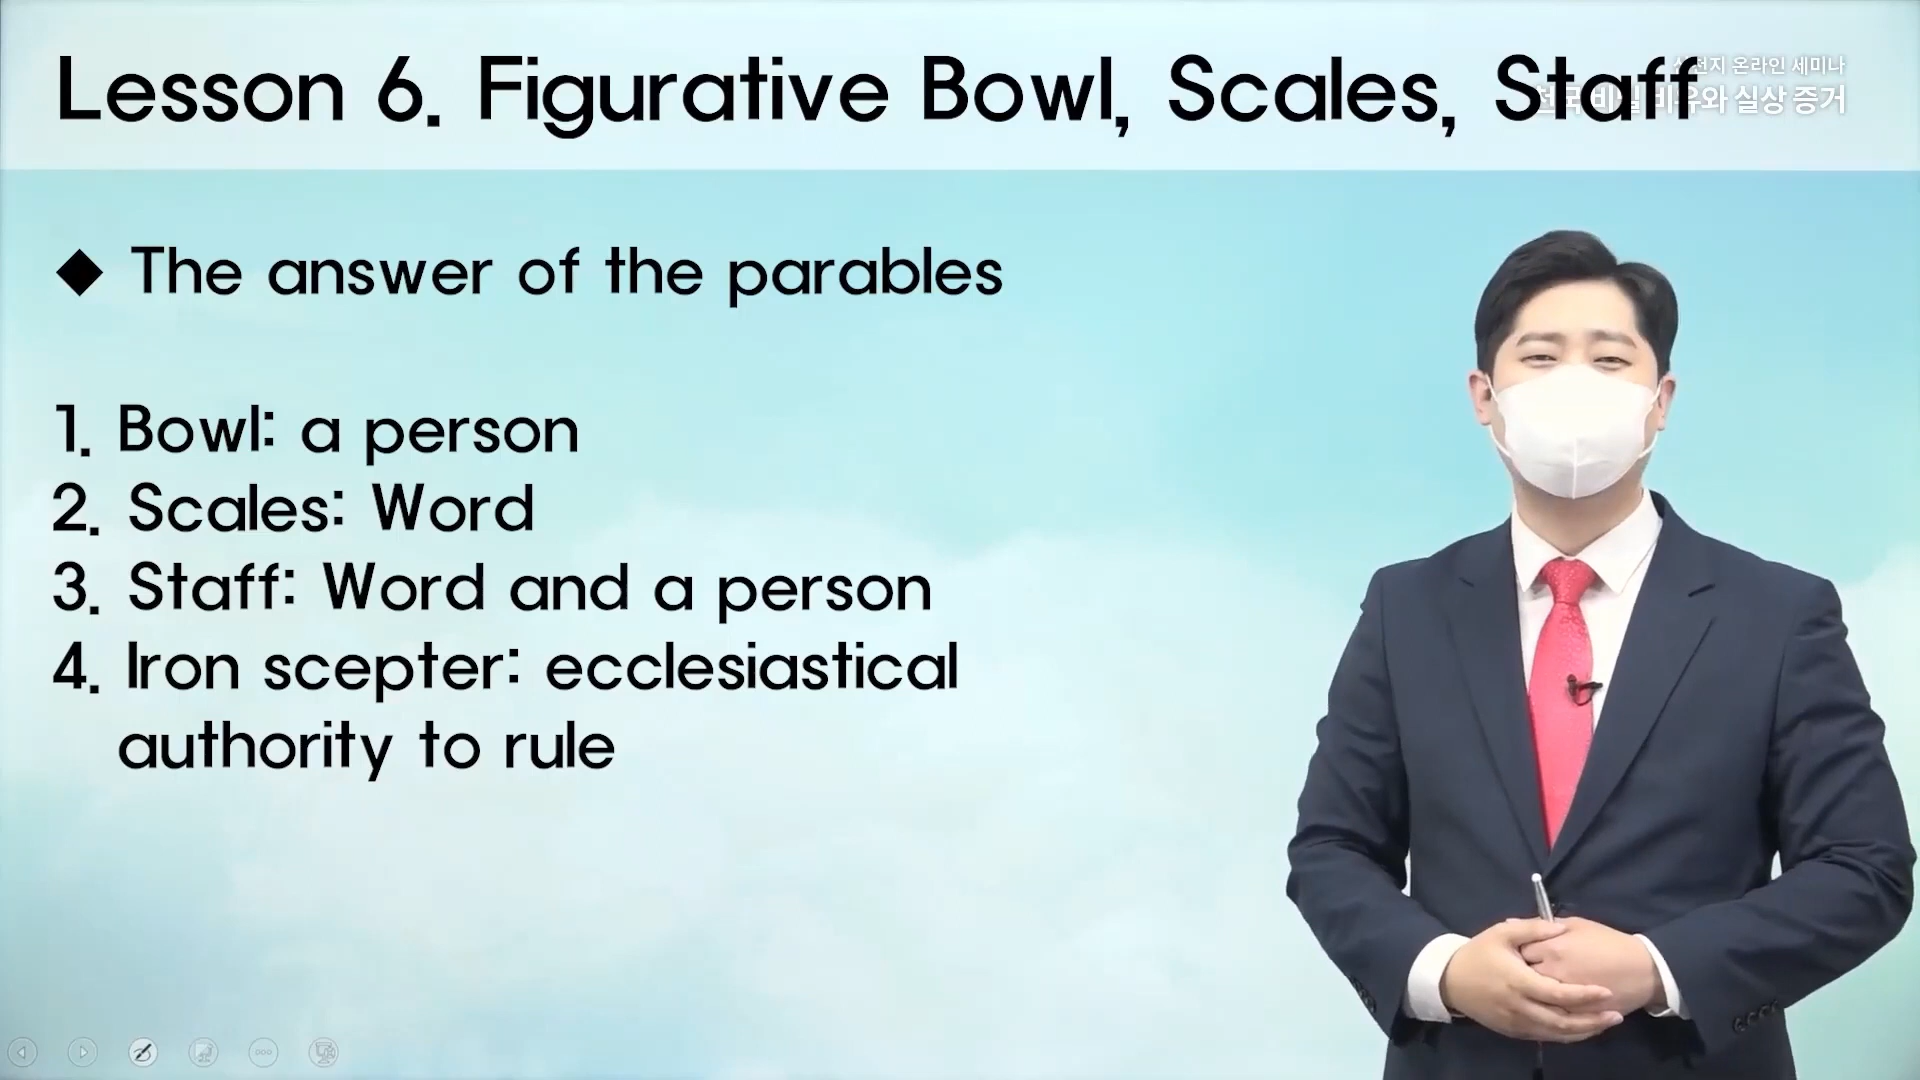 Lesson 6. Figurative Bowl, Scales, Staff
온라인 세미나
실상 증거
◆ The answer of the parables
1. Bowl: a person
2. Scales: Word
3. Staff: Word and a person
4. Iron scepter: ecclesiastical
authority to rule